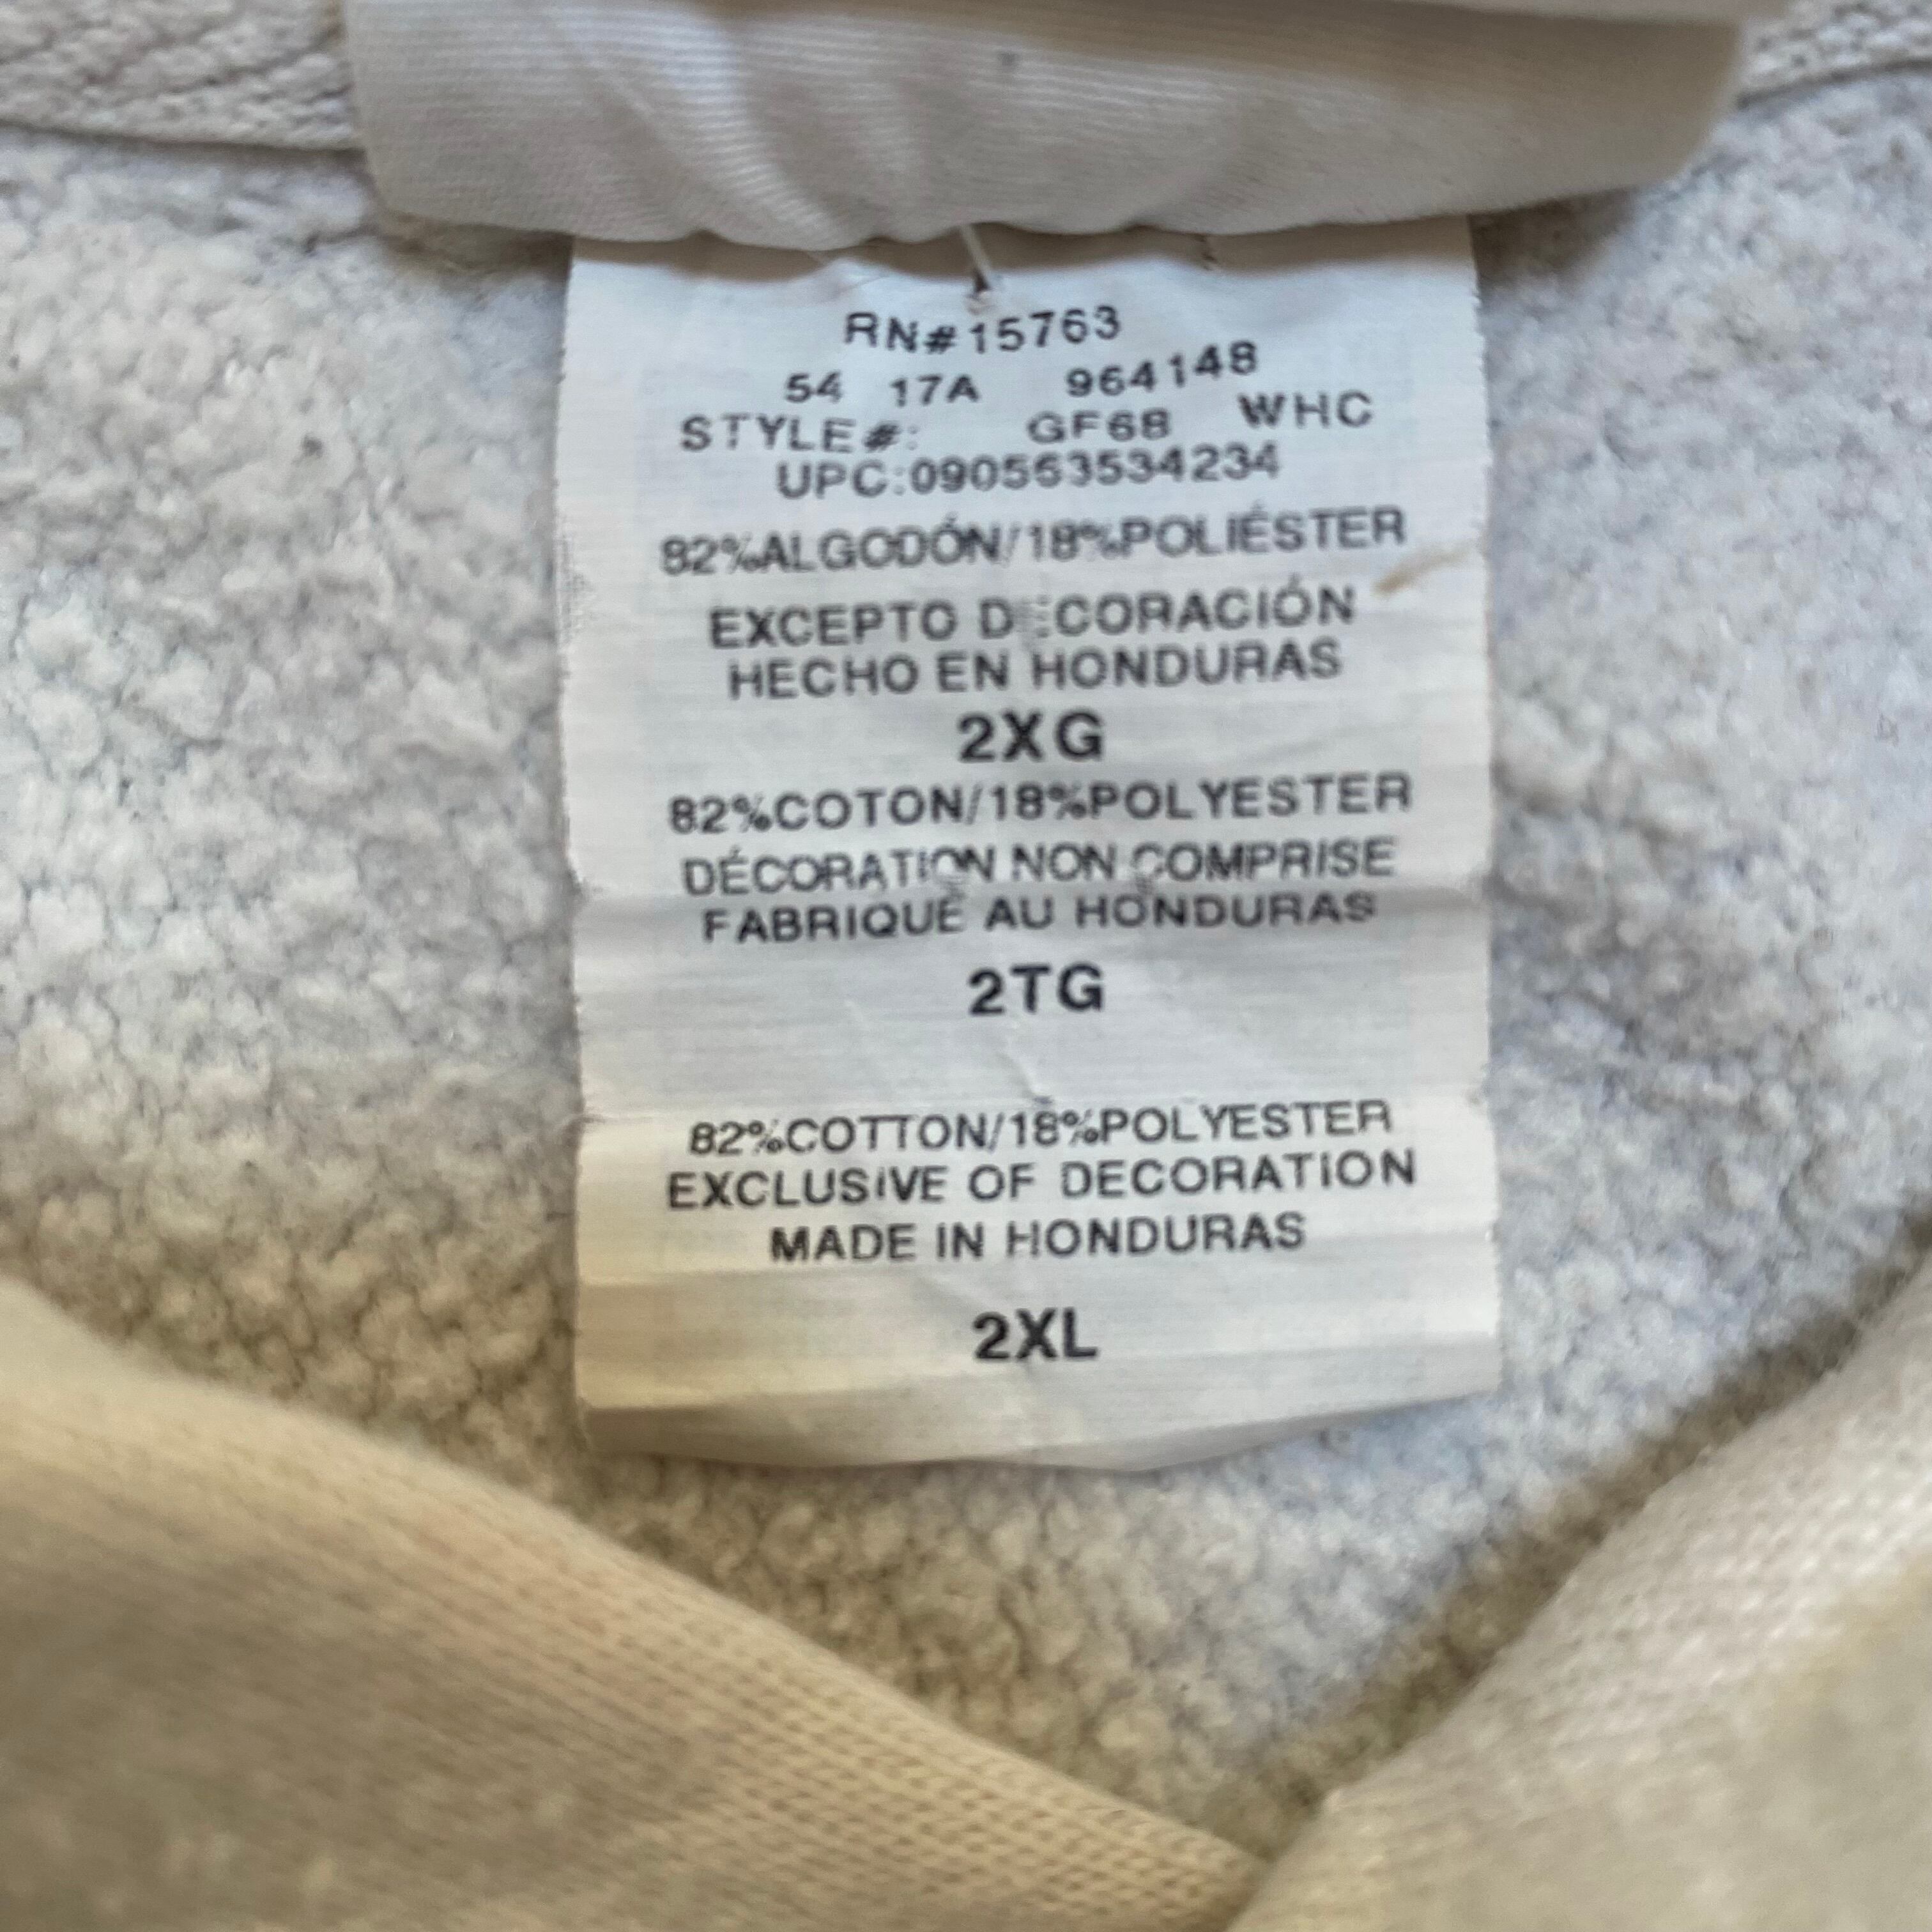 RN#15763
54 17A 964148
STYLE#: GF68 WHC
UPC:090563534234
82%ALGODÓN/18%POLIÉSTER
EXCEPTO DECORACIÓN
HECHO EN HONDURAS
2XG
82%COTON/18%POLYESTER
DÉCORATION NON COMPRISE
FABRIQUÉ AU HONDURAS
2TG
82%COTTON/18%POLYESTER
EXCLUSIVE OF DECORATION
MADE IN HONDURAS
2XL